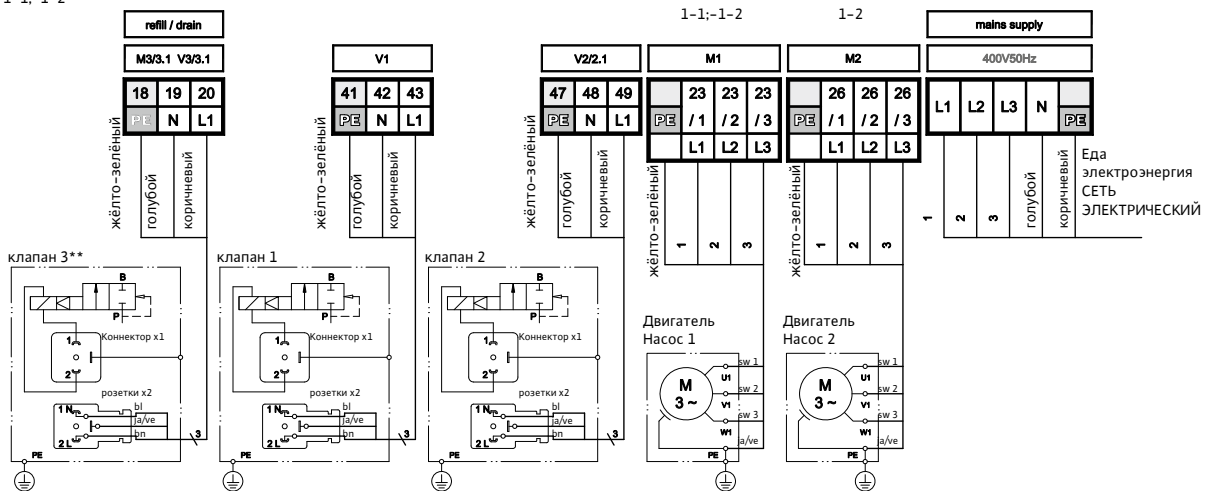 1-1; 1-2
1-1;-1-2
1-2
refill / drain
mains supply
M3/3.1 V3/3.1
V1
V2/2.1
M1
M2
400V50Hz
18 19 20
PE N L1
41 42 43
PE N L1
47 48 49
PE N L1
23 23 23
PE / 1 / 2 / 3
L1 L2 L3
26 26 26
PE / 1 / 2 / 3
L1 L2 L3
L1 L2 L3 N PE
жёлто-зелёный
голубой
коричневый
жёлто-зелёный
голубой
коричневый
жёлто-зелёный
голубой
коричневый
жёлто-зелёный
1 2 3
жёлто-зелёный
1 2 3
1 2 3
голубой
коричневый
Еда
электроэнергия
СЕТЬ
ЭЛЕКТРИЧЕСКИЙ
клапан 3**
B
P
1
2
Коннектор x1
розетки x2
1 N
2 L
bl
ja/ve
bn
3
PE
клапан 1
B
P
1
2
Коннектор x1
розетки x2
1 N
2 L
bl
ja/ve
bn
3
PE
клапан 2
B
P
1
2
Коннектор x1
розетки x2
1 N
2 L
bl
ja/ve
bn
3
PE
Двигатель
Насос 1
M
3 ~
sw 1
U1
sw 2
V1
sw 3
W1
ja/ve
PE
Двигатель
Насос 2
M
3 ~
sw 1
U1
sw 2
V1
sw 3
W1
ja/ve
PE